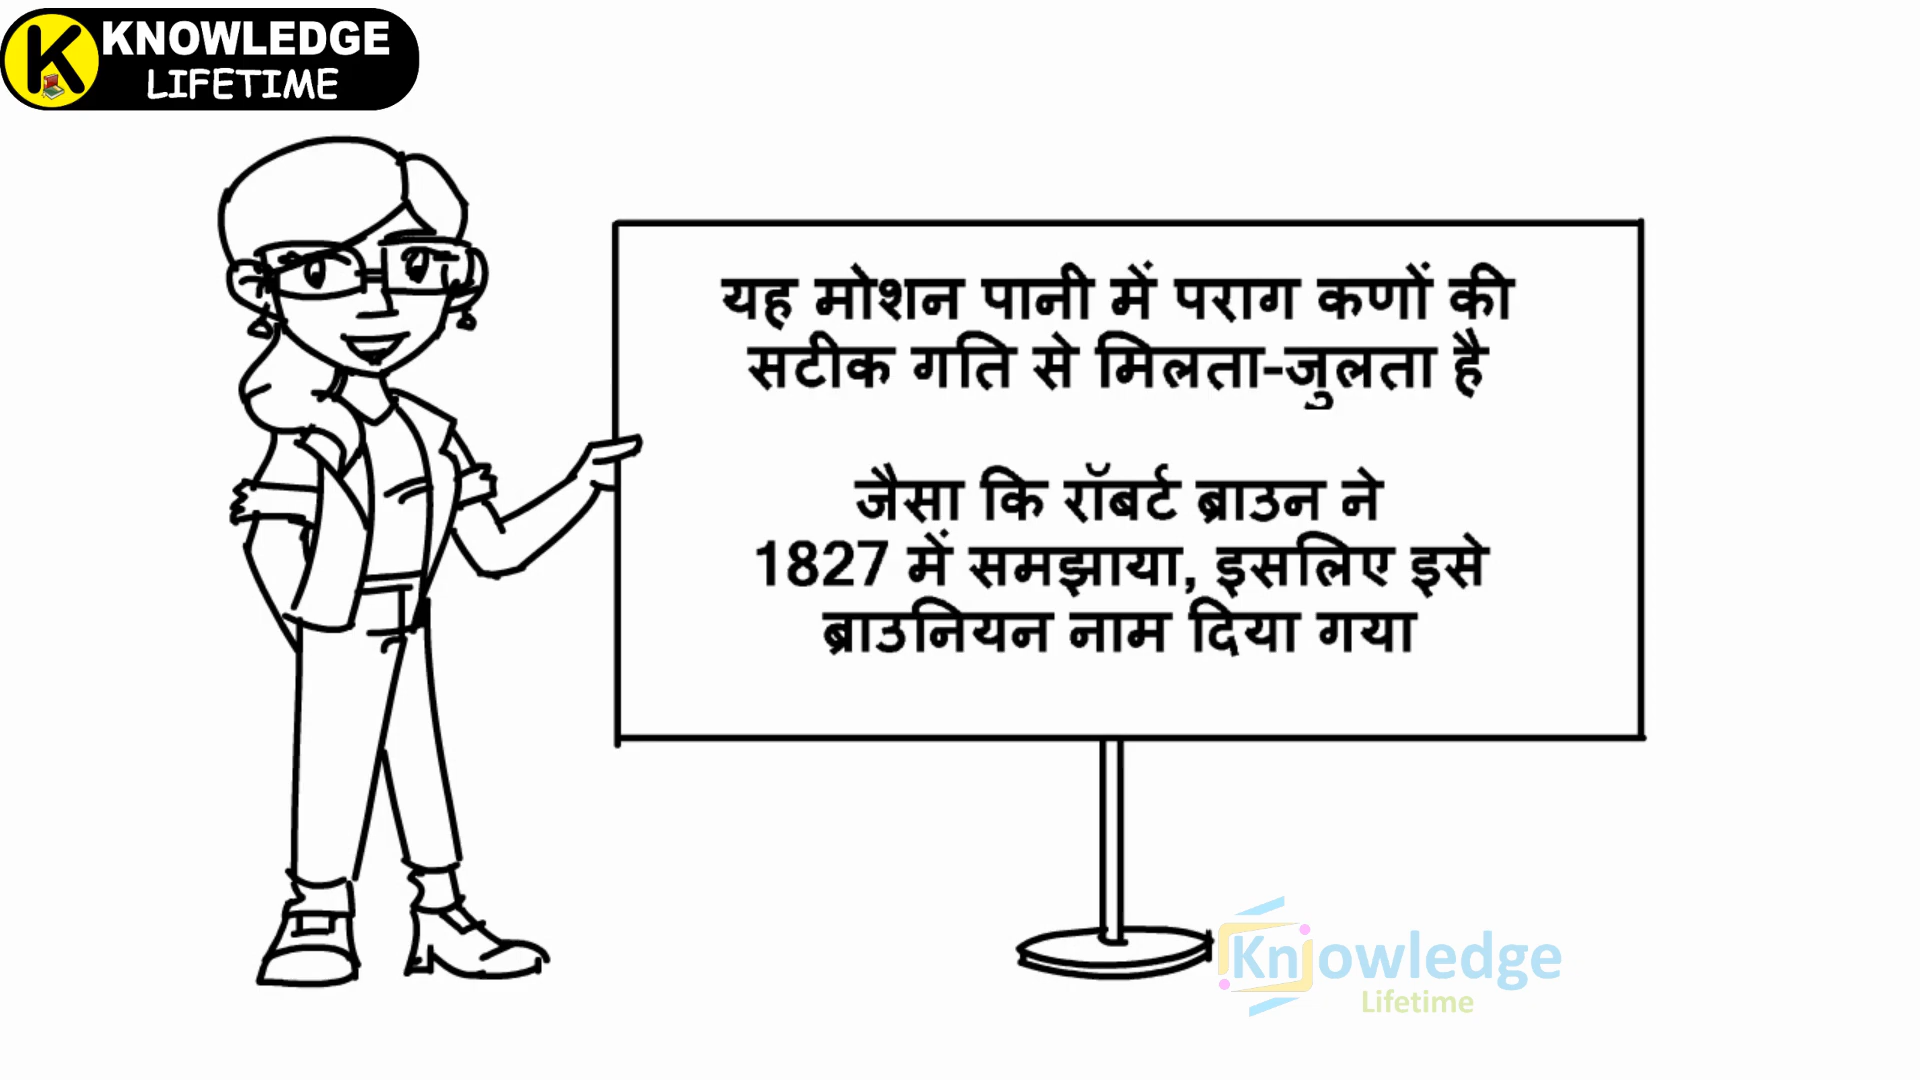 KNOWLEDGE
LIFETIME
यह मोशन पानी में पराग कणों की
सटीक गति से मिलता-जुलता है
जैसा कि रॉबर्ट ब्राउन ने
1827 में समझाया, इसलिए इसे
ब्राउनियन नाम दिया गया
Knowledge
Lifetime